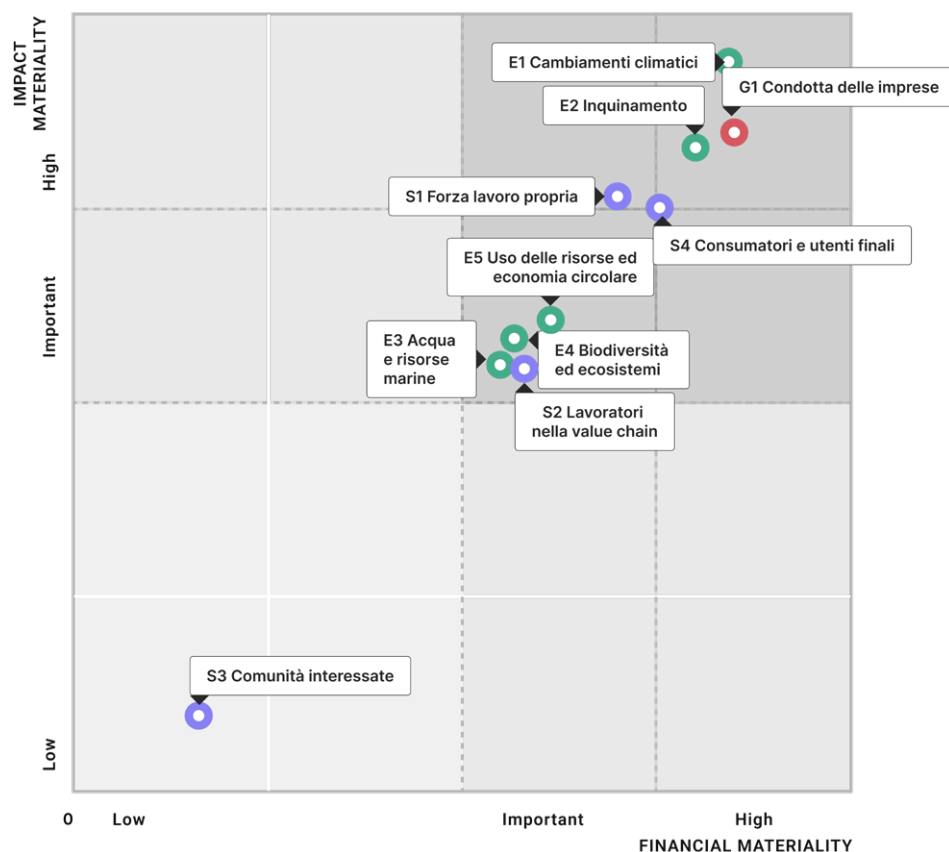 IMPACT
MATERIALITY
High
Important
Low
E1 Cambiamenti climatici
G1 Condotta delle imprese
E2 Inquinamento
S1 Forza lavoro propria
S4 Consumatori e utenti finali
E5 Uso delle risorse ed
economia circolare
E3 Acqua
e risorse
marine
E4 Biodiversità
ed ecosistemi
S2 Lavoratori
nella value chain
S3 Comunità interessate
0
Low
Important
High
FINANCIAL MATERIALITY